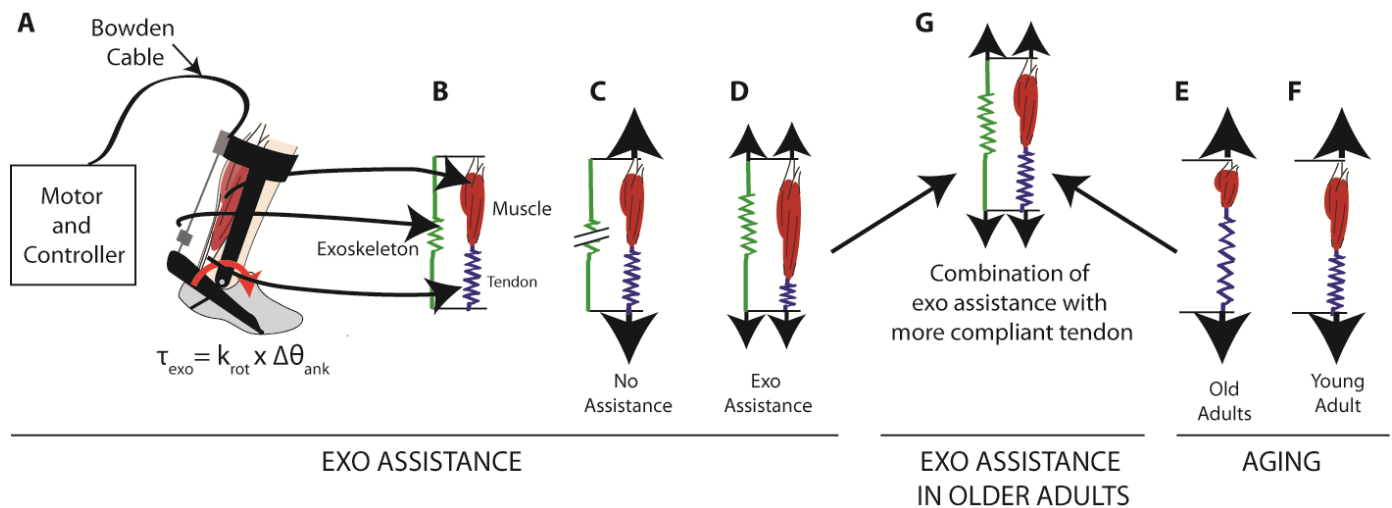 A
Bowden
Cable
Motor
and
Controller
τexo = krot x Δθank
B
Muscle
Exoskeleton
Tendon
C
No
Assistance
D
Exo
Assistance
EXO ASSISTANCE
G
Combination of
exo assistance with
more compliant tendon
EXO ASSISTANCE
IN OLDER ADULTS
E
Old
Adults
F
Young
Adult
AGING